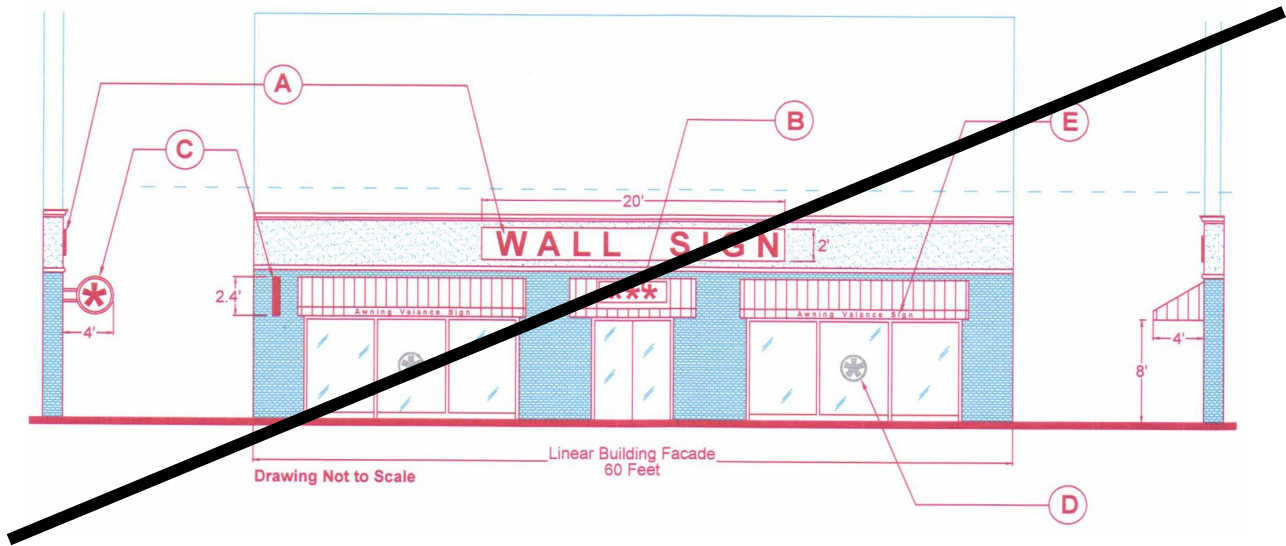 A
B
E
C
20'
WALL SIGN
2'
2.4'
***
*
Awning Valance Sign
Awning Valance Sign
4'
4'
*
*
8'
Linear Building Facade
60 Feet
Drawing Not to Scale
D